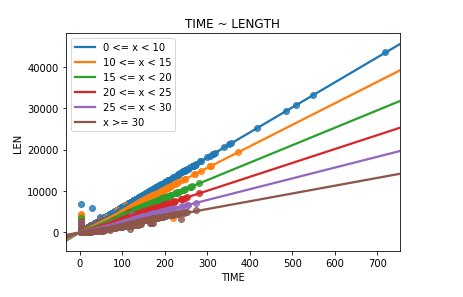 TIME ~ LENGTH
0 <= x < 10
10 <= x < 15
15 <= x < 20
20 <= x < 25
25 <= x < 30
x >= 30
LEN
40000
30000
20000
10000
0
0 100 200 300 400 500 600 700
TIME